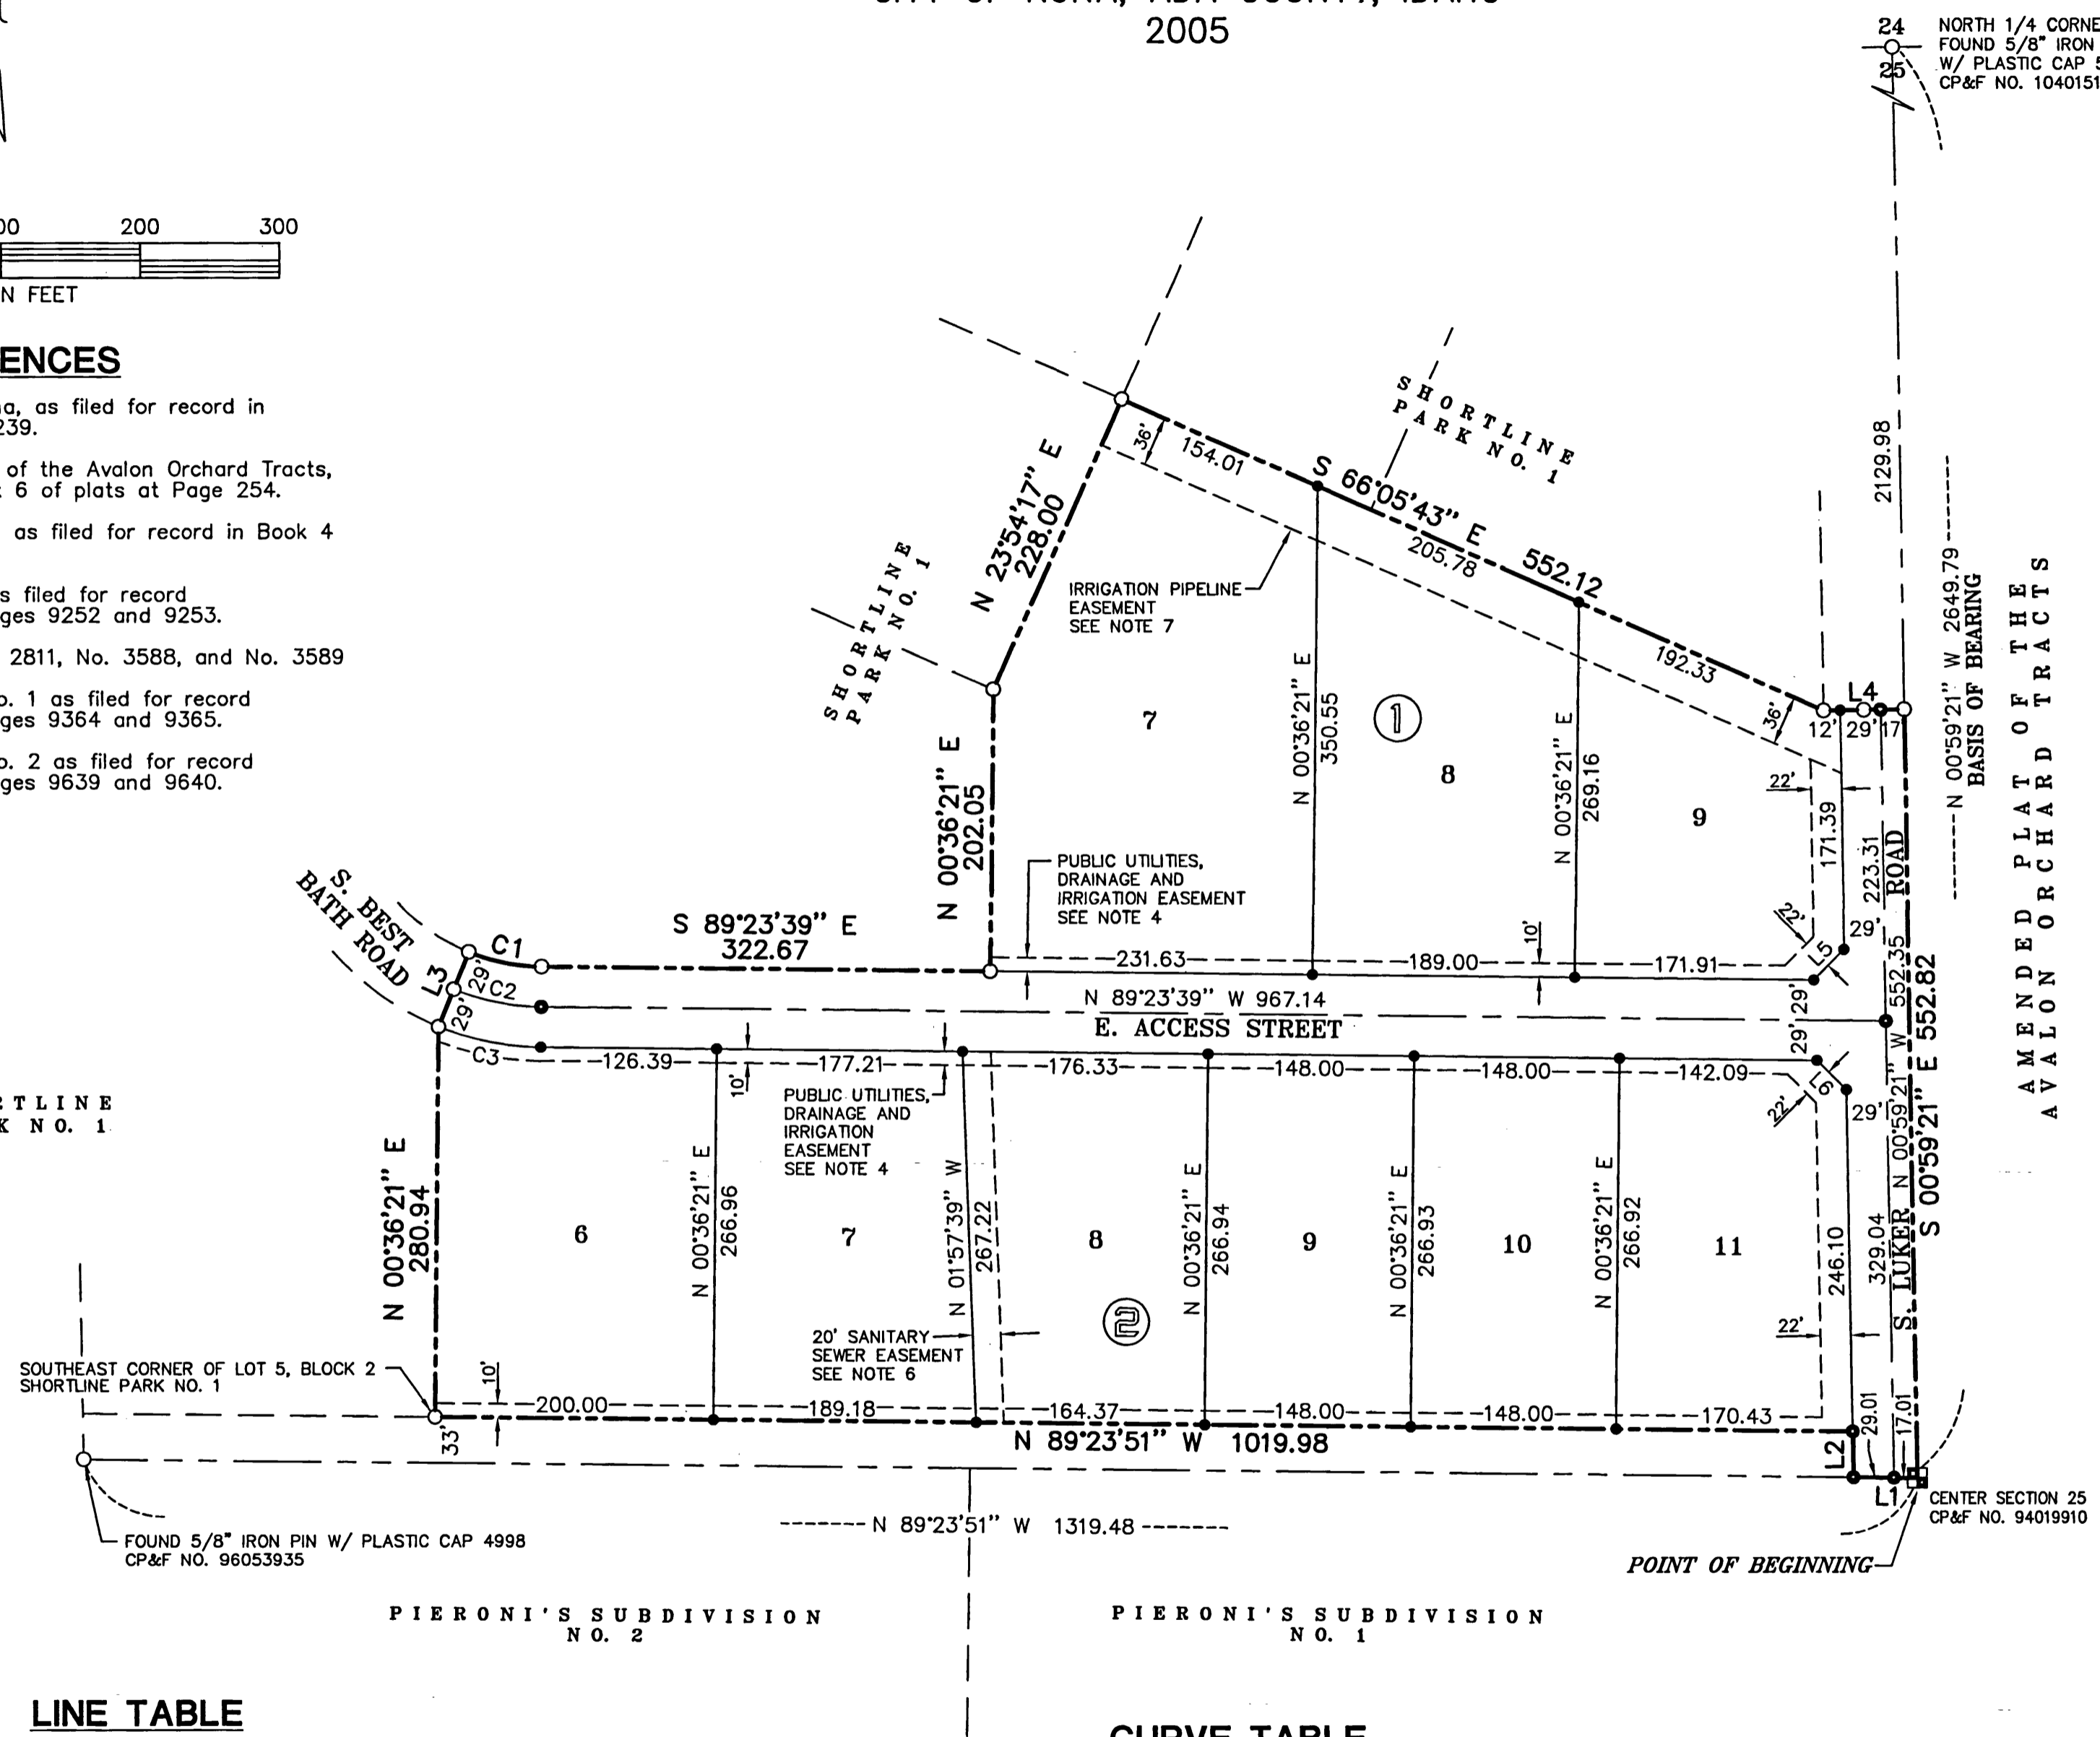 2005
24
25
NORTH 1/4 CORNE
FOUND 5/8" IRON
W/ PLASTIC CAP 5
CP&F NO. 1040151
00 200 300
N FEET
ENCES
a, as filed for record in
239.
of the Avalon Orchard Tracts,
6 of plats at Page 254.
as filed for record in Book 4
s filed for record
ges 9252 and 9253.
2811, No. 3588, and No. 3589
o. 1 as filed for record
ges 9364 and 9365.
o. 2 as filed for record
ges 9639 and 9640.
SHORTLINE
PARK NO. 1
36'
154.01
S 66°05'43" E 552.12
205.78
192.33
36'
N 23°54'17" E
228.00
SHORTLINE
PARK NO. 1
IRRIGATION PIPELINE
EASEMENT
SEE NOTE 7
L4
12' 29' 17'
2129.98
N 00°59'21" W 2649.79
BASIS OF BEARING
AMENDED PLAT OF THE
AVALON ORCHARD TRACTS
7
1
8
9
N 00°36'21" E
350.55
N 00°36'21" E
269.16
22'
171.39
223.31
N 00°36'21" E
202.05
PUBLIC UTILITIES,
DRAINAGE AND
IRRIGATION EASEMENT
SEE NOTE 4
10'
22'
L5
29'
S. BEST
BATH ROAD
C1
S 89°23'39" E
322.67
231.63
189.00
171.91
L3
29'
C2
29'
N 89°23'39" W 967.14
E. ACCESS STREET
29' 29'
C3
126.39
177.21
176.33
148.00
148.00
142.09
10'
L6
22'
29'
PUBLIC UTILITIES,
DRAINAGE AND
IRRIGATION
EASEMENT
SEE NOTE 4
RTLINE
K NO. 1
N 00°36'21" E
280.94
N 00°36'21" E
266.96
N 01°57'39" W
267.22
N 00°36'21" E
266.94
N 00°36'21" E
266.93
N 00°36'21" E
266.92
246.10
329.04
S. LUKER ROAD
N 00°59'21" W 552.35
S 00°59'21" E 552.82
6
7
8
9
10
11
2
22'
20' SANITARY
SEWER EASEMENT
SEE NOTE 6
SOUTHEAST CORNER OF LOT 5, BLOCK 2
SHORTLINE PARK NO. 1
10'
33'
200.00
189.18
164.37
148.00
148.00
170.43
N 89°23'51" W 1019.98
29.01
17.01
L2
L1
CENTER SECTION 25
CP&F NO. 94019910
N 89°23'51" W 1319.48
FOUND 5/8" IRON PIN W/ PLASTIC CAP 4998
CP&F NO. 96053935
POINT OF BEGINNING
PIERONI'S SUBDIVISION
NO. 2
PIERONI'S SUBDIVISION
NO. 1
LINE TABLE
CURVE TABLE